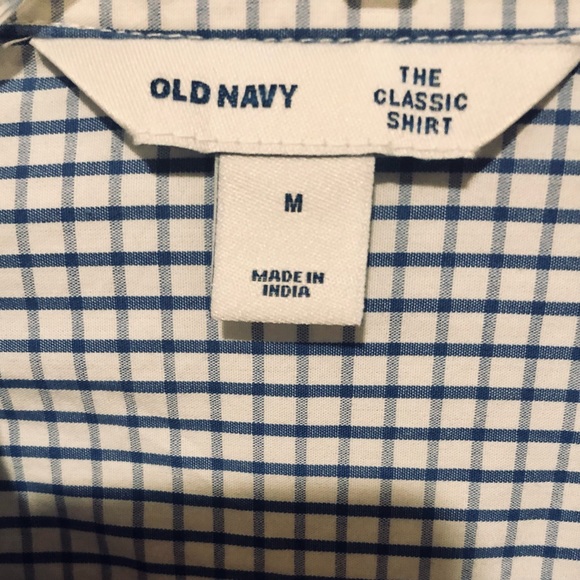 OLD NAVY
THE
CLASSIC
SHIRT
M
MADE IN
INDIA